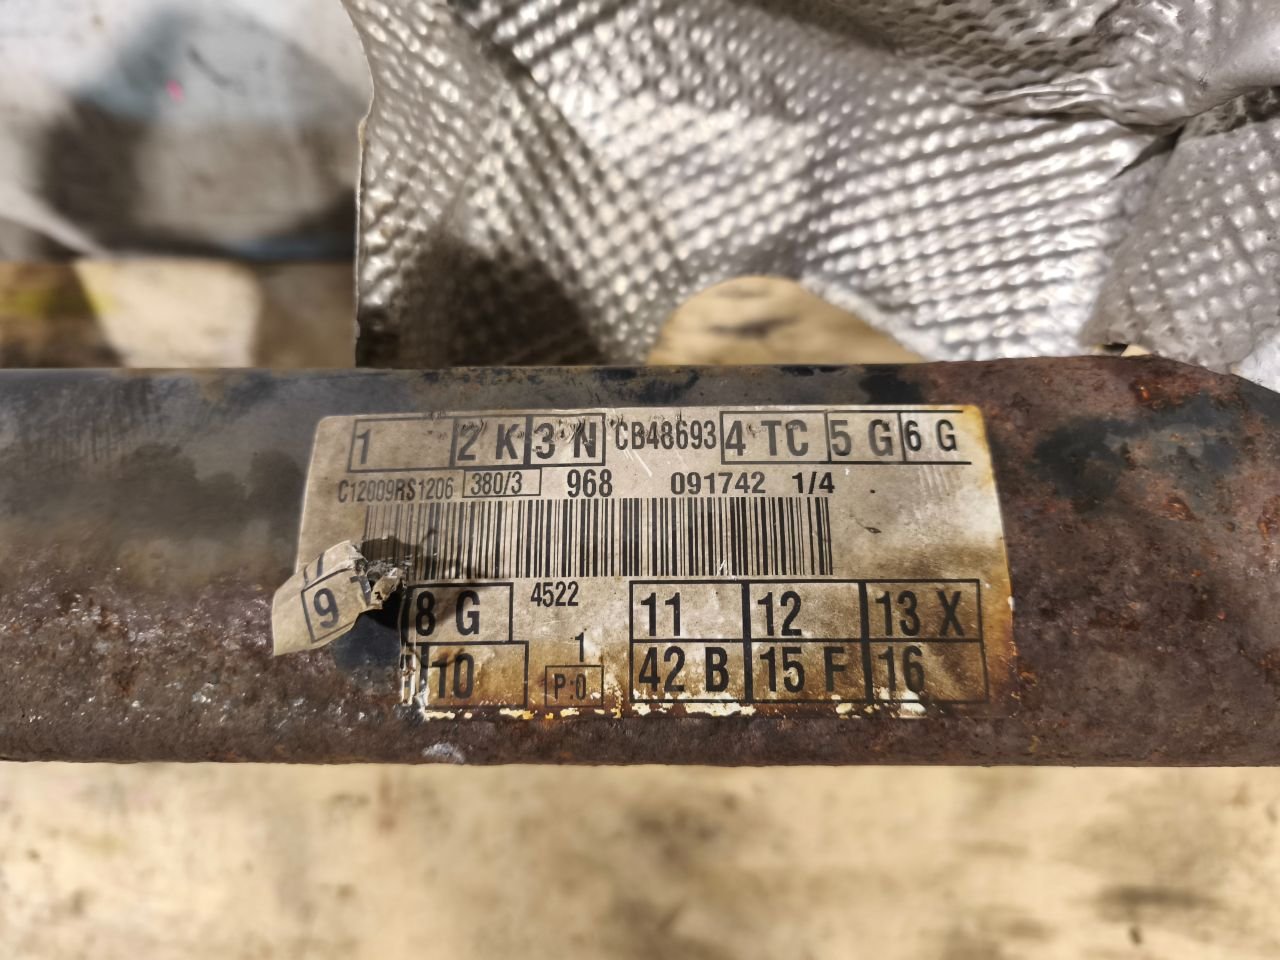 1 2 K 3 N CB48693 4 TC 5 G 6 G
C12009RS1206 380/3 968 091742 1/4
9 8 G 4522 11 12 13 X
10 1 P:0 42 B 15 F 16